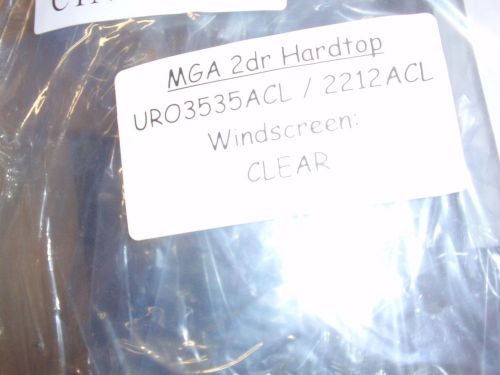 MGA 2dr Hardtop
URO3535ACL / 2212ACL
Windscreen:
CLEAR